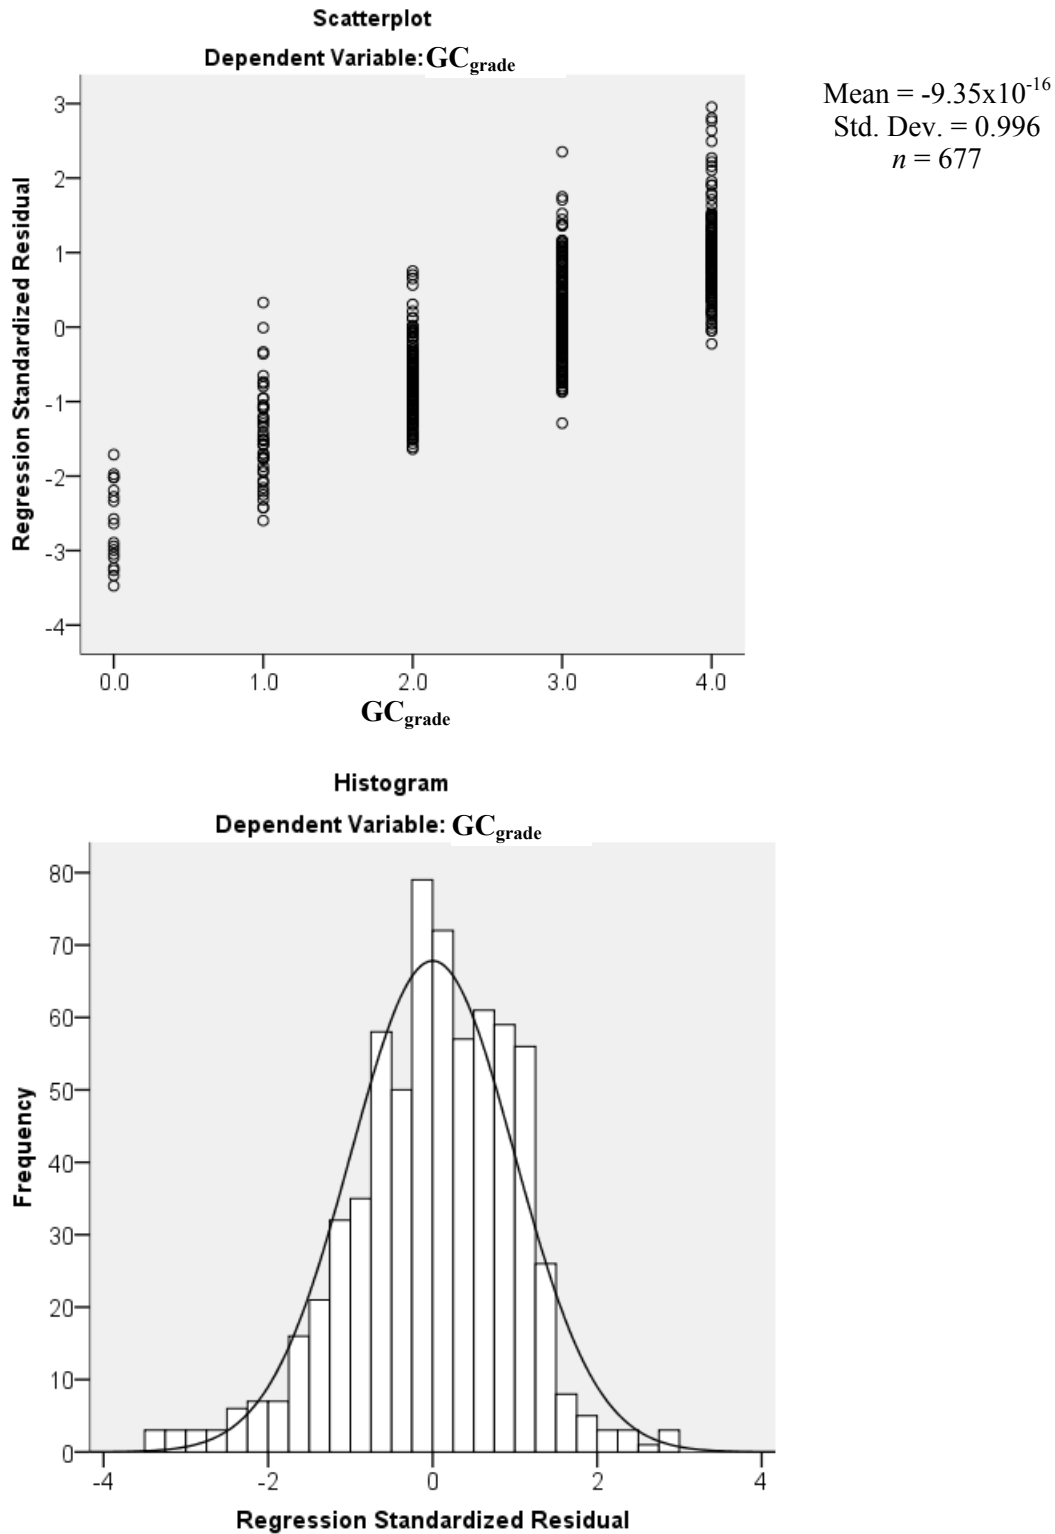 Scatterplot
Dependent Variable: GCgrade
Mean = -9.35x10-16
Std. Dev. = 0.996
n = 677
Regression Standardized Residual
3
2
1
0
-1
-2
-3
-4
0.0 1.0 2.0 3.0 4.0
GCgrade
Histogram
Dependent Variable: GCgrade
Frequency
80
70
60
50
40
30
20
10
0
-4 -2 0 2 4
Regression Standardized Residual